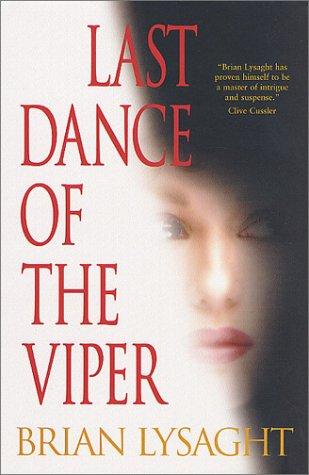 LAST
DANCE
OF
THE
VIPER
"Brian Lysaght has
proven himself to be
a master of intrigue
and suspense."
Clive Cussler
BRIAN LYSAGHT